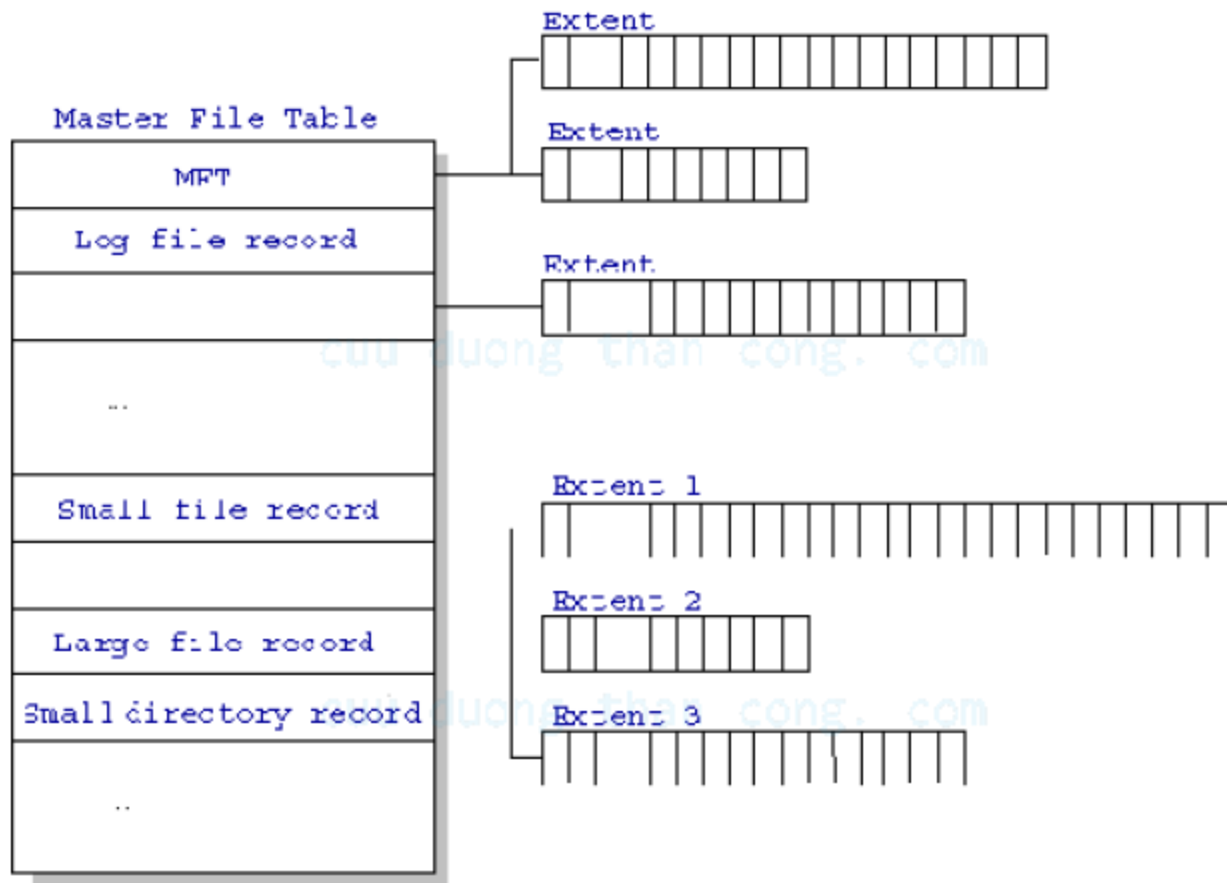 Extent
Master File Table
Extent
MFT
Log file record
Extent
cuu duong than cong. com
...
Extent 1
Small file record
Extent 2
Large file record
Small directory record
cuu duong than cong. com
Extent 3
..